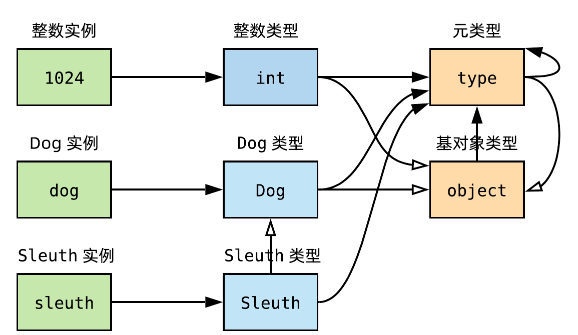 整数实例
整数类型
元类型
1024
int
type
Dog 实例
Dog 类型
基对象类型
dog
Dog
object
Sleuth 实例
Sleuth 类型
sleuth
Sleuth